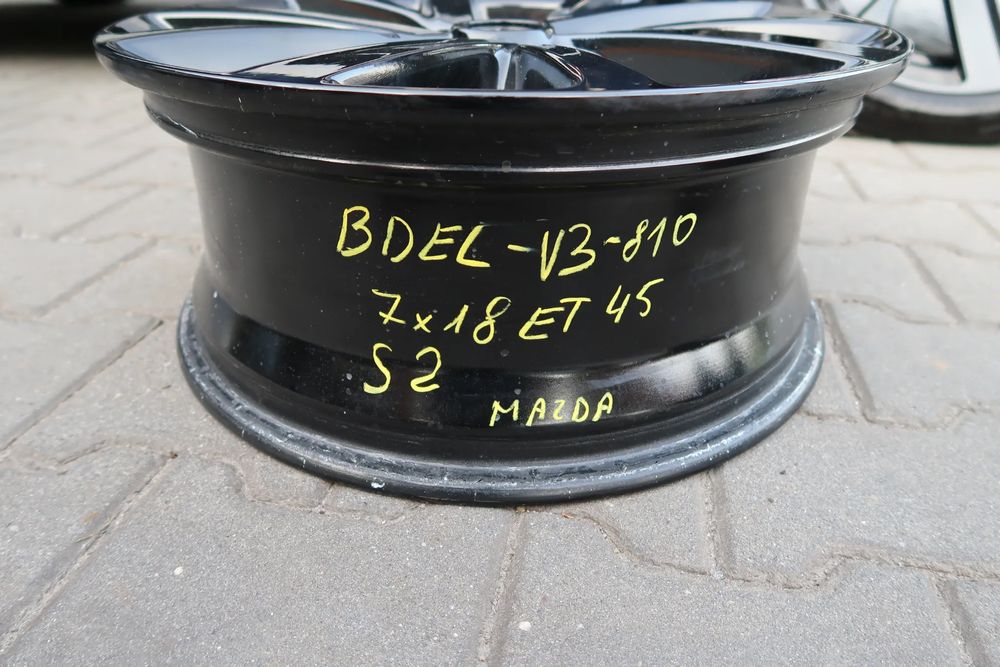 BDEL-V3-810
7x18 ET 45
S2
MAZDA